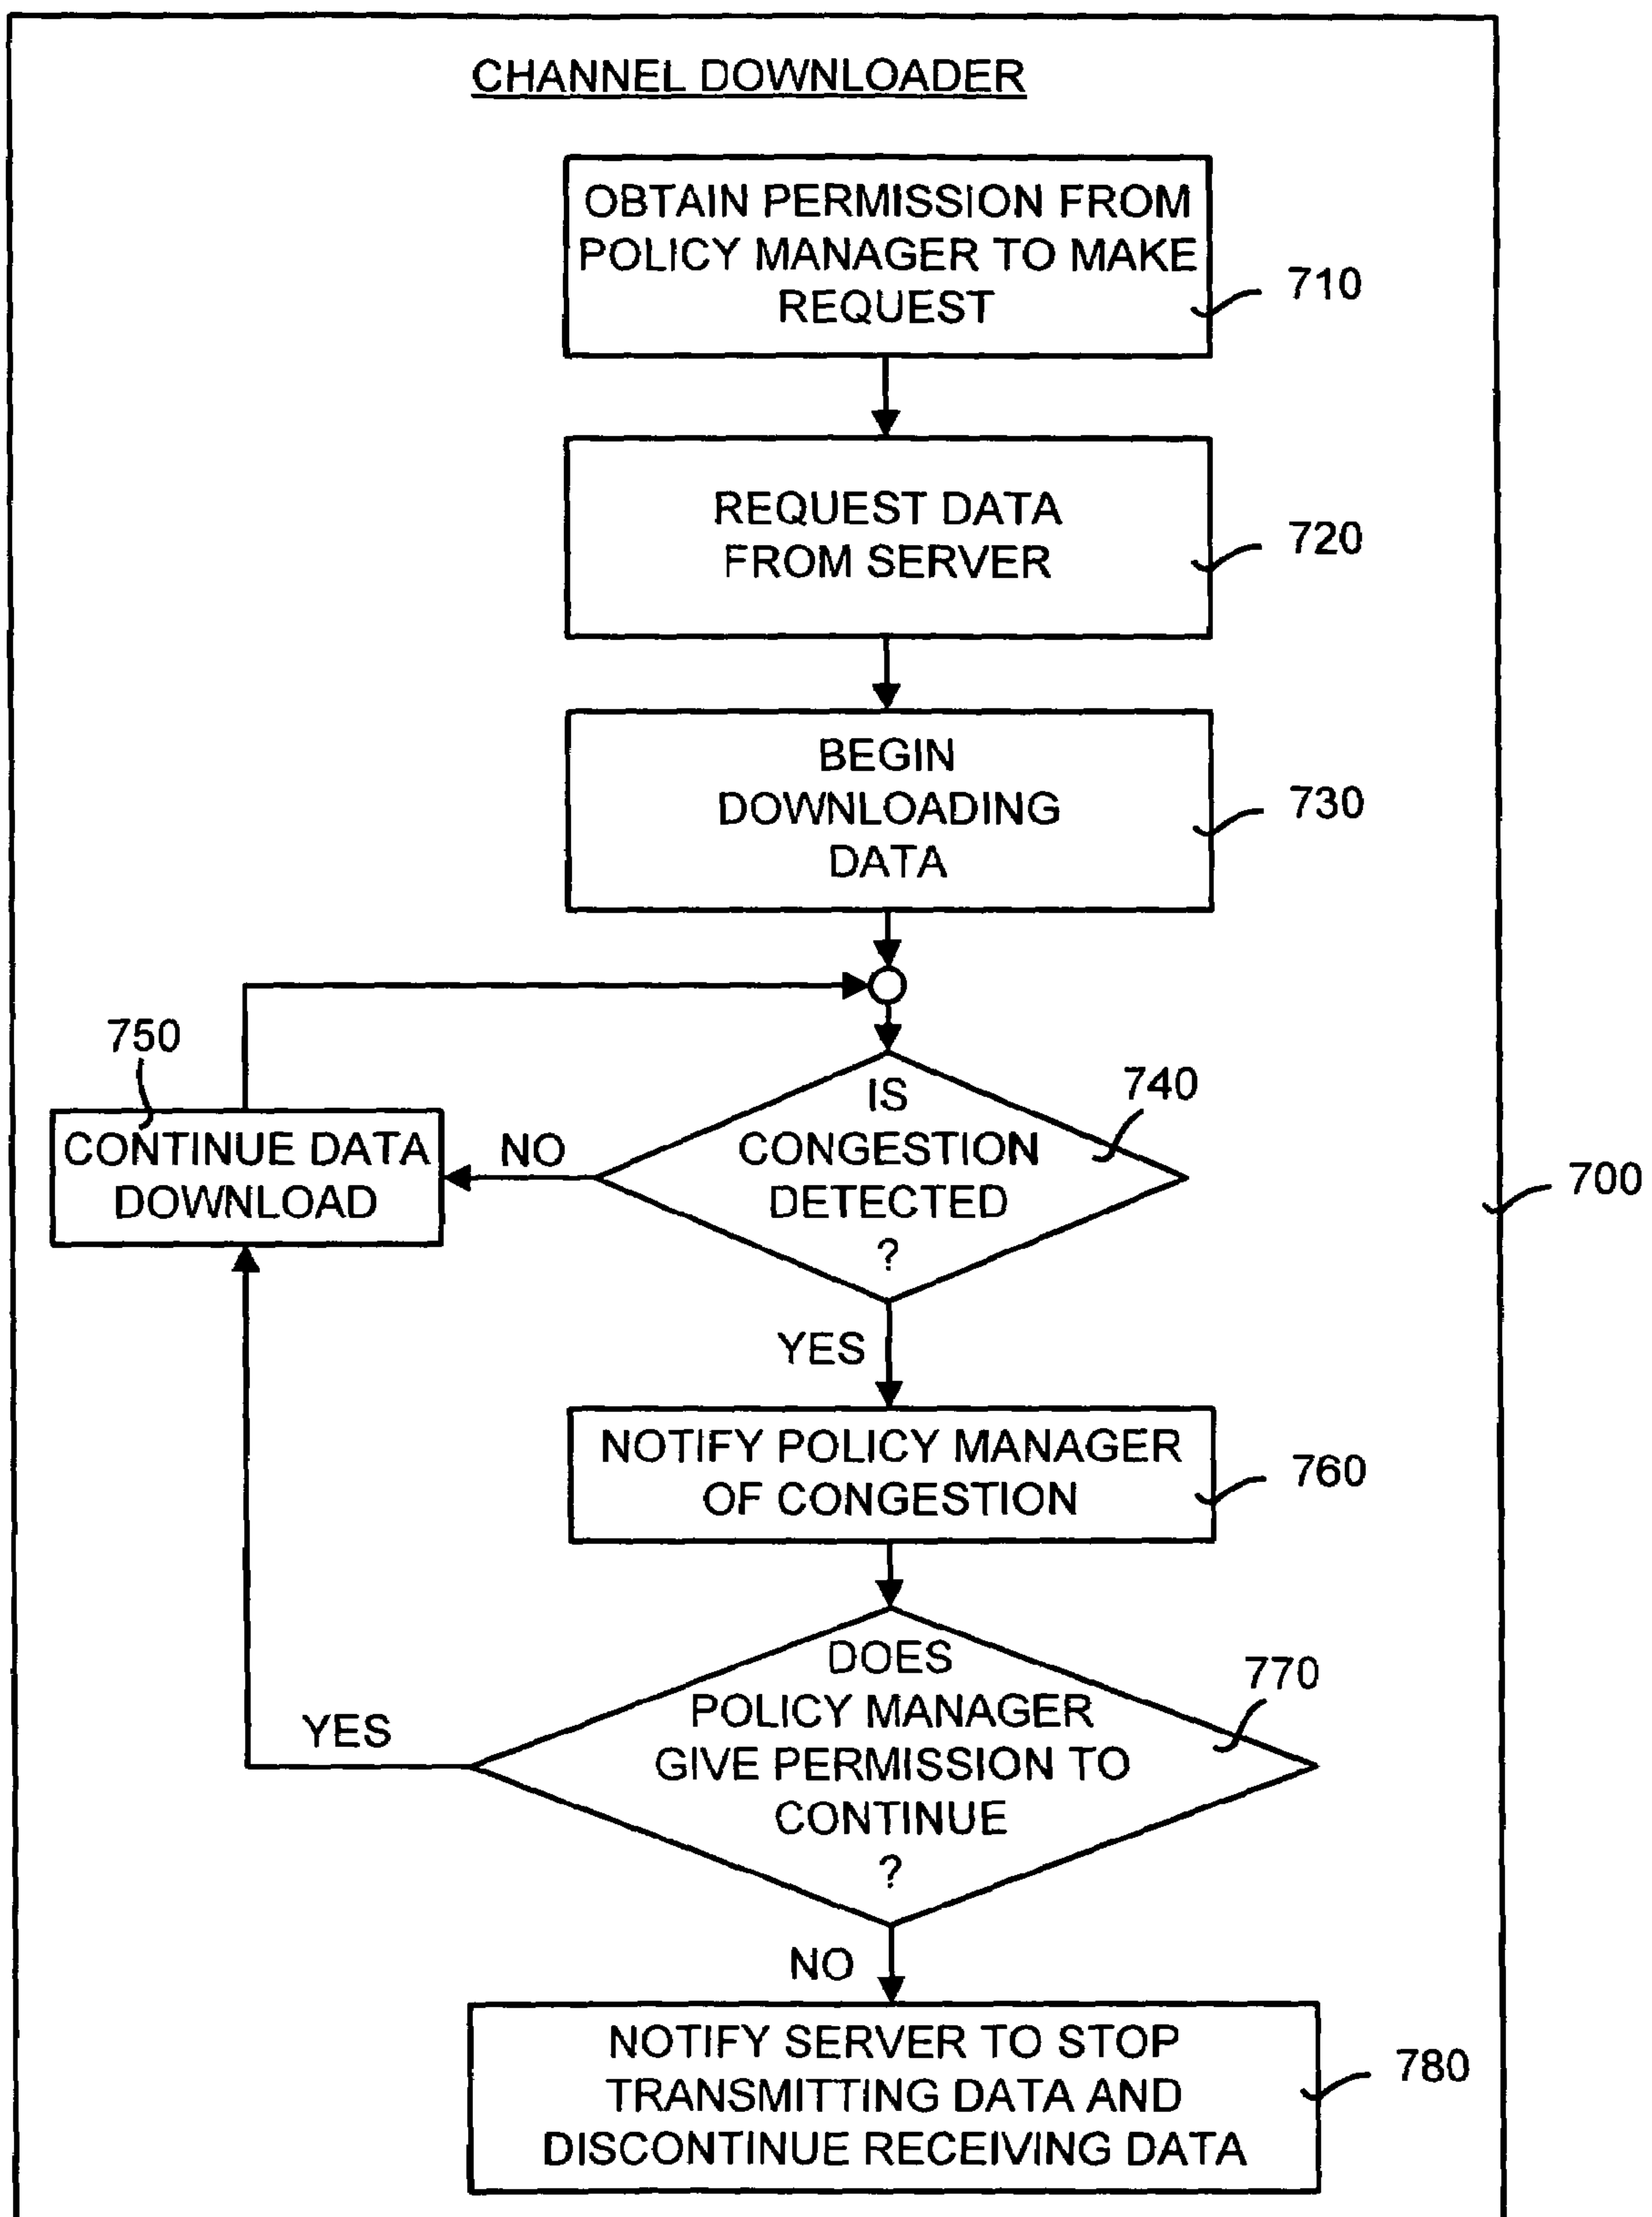 CHANNEL DOWNLOADER
OBTAIN PERMISSION FROM
POLICY MANAGER TO MAKE
REQUEST
710
REQUEST DATA
FROM SERVER
720
BEGIN
DOWNLOADING
DATA
730
750
CONTINUE DATA
DOWNLOAD
NO
IS
CONGESTION
DETECTED
?
740
700
YES
NOTIFY POLICY MANAGER
OF CONGESTION
760
DOES
POLICY MANAGER
GIVE PERMISSION TO
CONTINUE
?
770
YES
NO
NOTIFY SERVER TO STOP
TRANSMITTING DATA AND
DISCONTINUE RECEIVING DATA
780